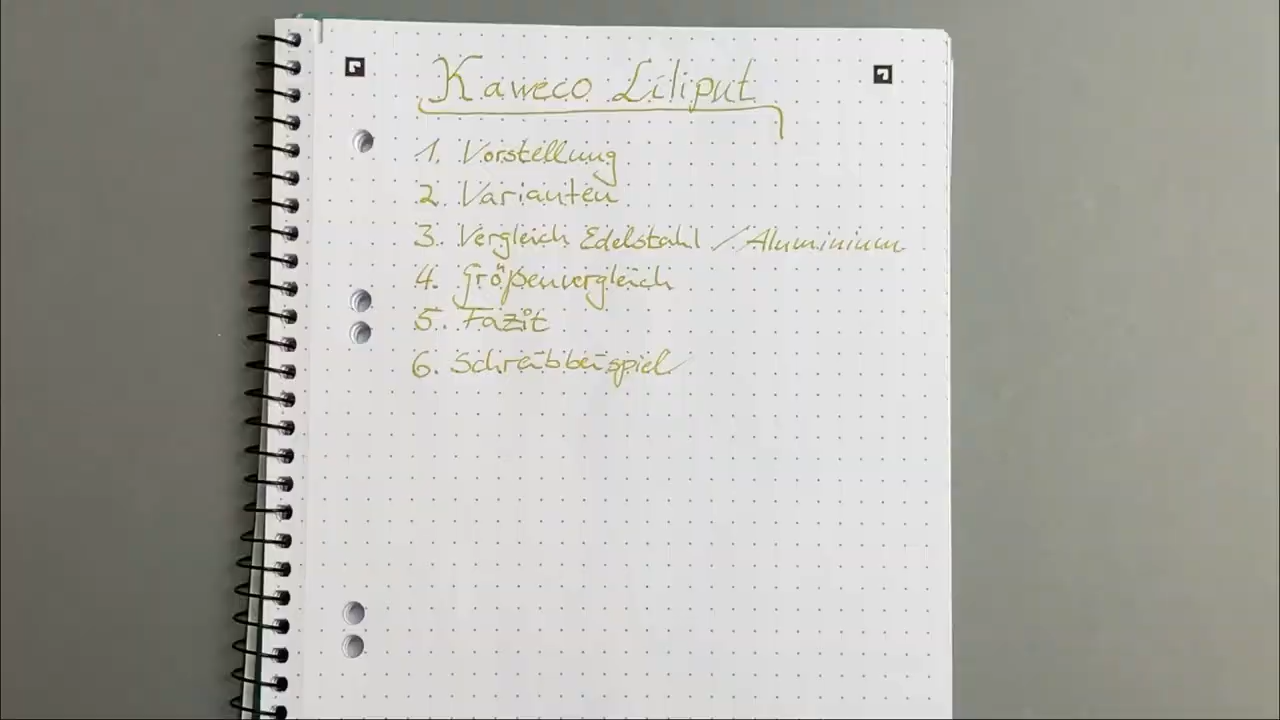 Kaweco Liliput
1. Vorstellung
2. Varianten
3. Vergleich Edelstahl / Aluminium
4. Größenvergleich
5. Fazit
6. Schreibbeispiel